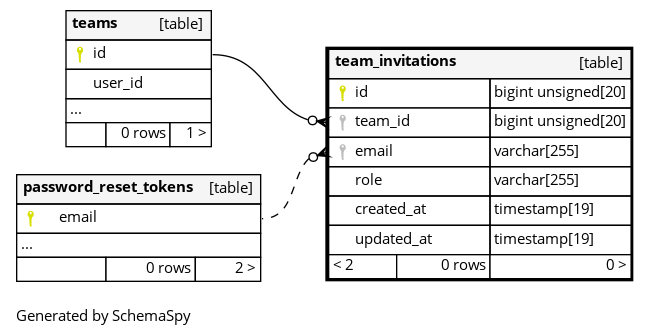 teams [table]
id
user_id
...
0 rows 1 >
team_invitations [table]
id bigint unsigned[20]
team_id bigint unsigned[20]
email varchar[255]
role varchar[255]
created_at timestamp[19]
updated_at timestamp[19]
< 2 0 rows 0 >
password_reset_tokens [table]
email
...
0 rows 2 >
Generated by SchemaSpy